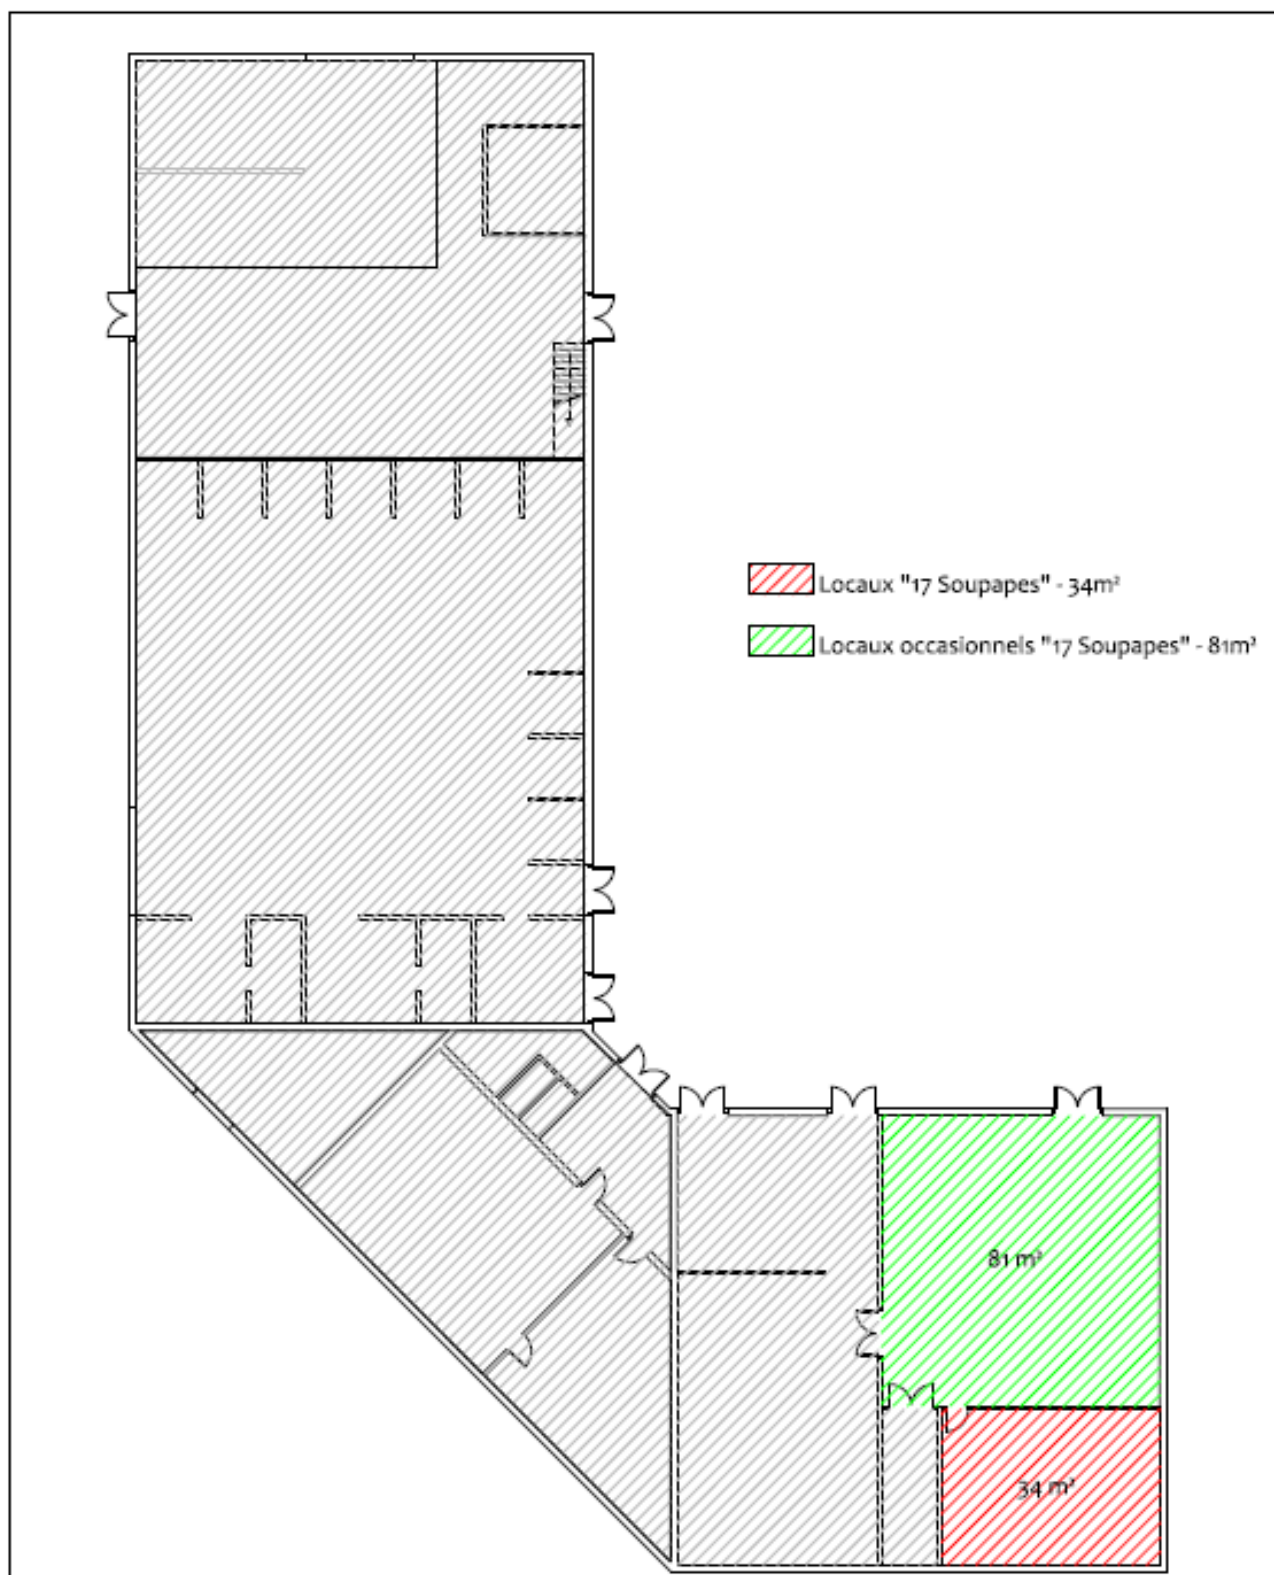 Locaux "17 Soupapes" - 34m²
Locaux occasionnels "17 Soupapes" - 81m²
81 m²
34 m²